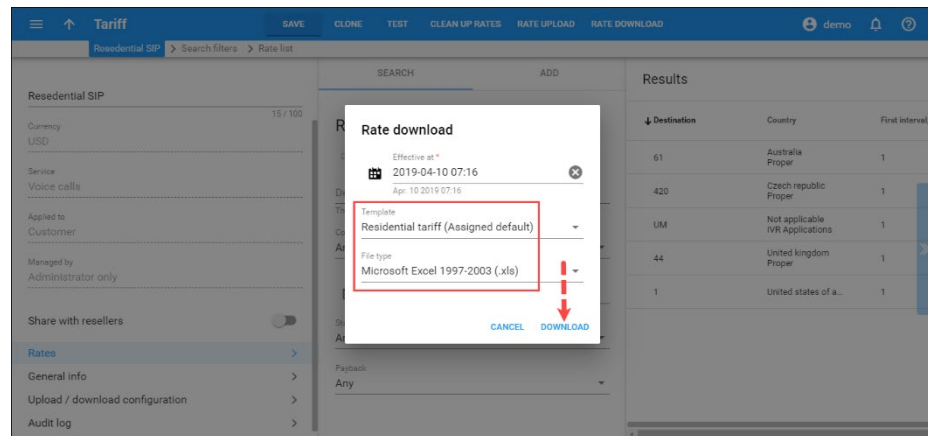 Tariff
SAVE
CLONE
TEST
CLEAN UP RATES
RATE UPLOAD
RATE DOWNLOAD
demo
Resedential SIP > Search filters > Rate list
Resedential SIP
15 / 100
Currency
USD
Service
Voice calls
Applied to
Customer
Managed by
Administrator only
Share with resellers
Rates
General info
Upload / download configuration
Audit log
SEARCH
ADD
R
Rate download
Effective at *
2019-04-10 07:16
Apr. 10 2019 07:16
Template
Residential tariff (Assigned default)
File type
Microsoft Excel 1997-2003 (.xls)
CANCEL
DOWNLOAD
Payback
Any
Results
Destination
Country
First interval,
61
Australia
Proper
1
420
Czech republic
Proper
1
UM
Not applicable
IVR Applications
1
44
United kingdom
Proper
1
1
United states of a...
1